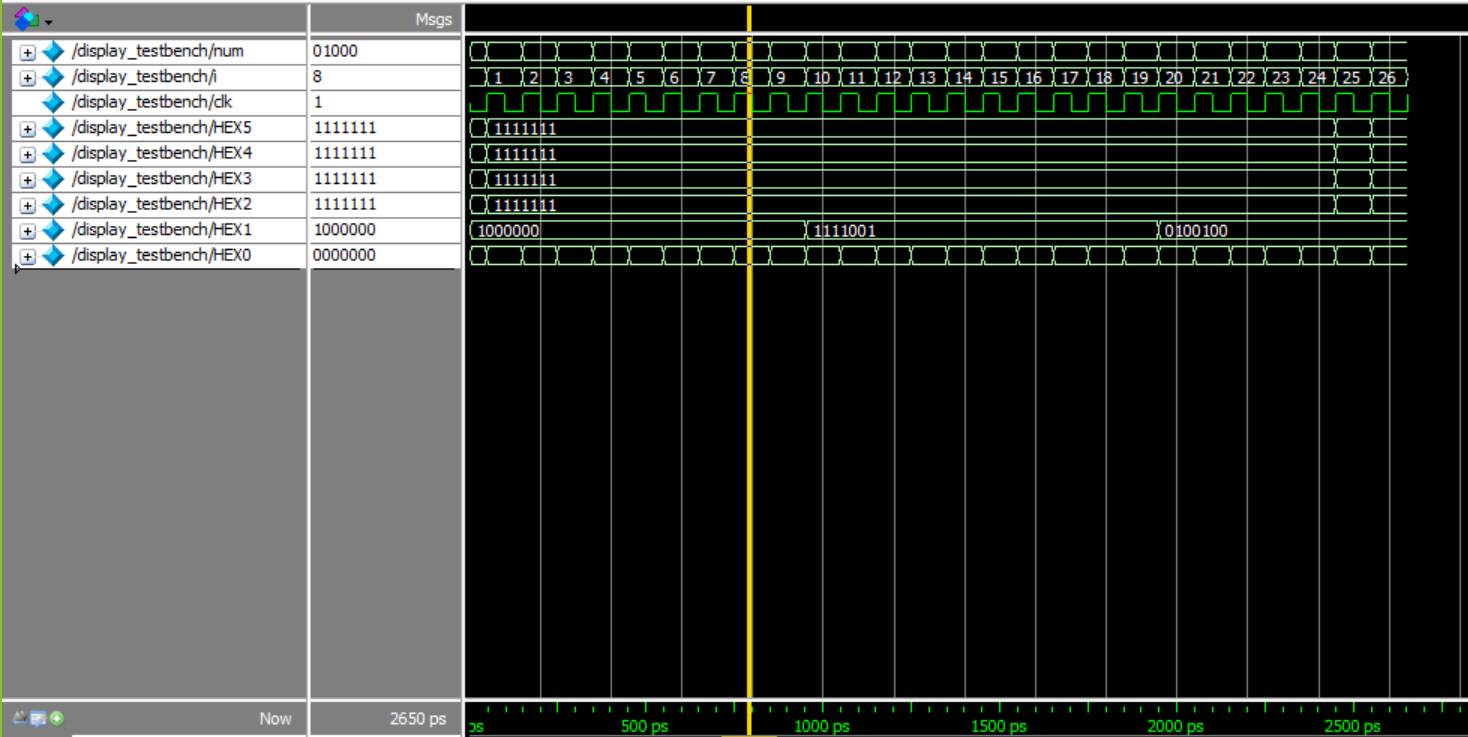 Msgs
/display_testbench/num 01000
/display_testbench/i 8 1 2 3 4 5 6 7 8 9 10 11 12 13 14 15 16 17 18 19 20 21 22 23 24 25 26
/display_testbench/clk 1
/display_testbench/HEX5 1111111 1111111
/display_testbench/HEX4 1111111 1111111
/display_testbench/HEX3 1111111 1111111
/display_testbench/HEX2 1111111 1111111
/display_testbench/HEX1 1000000 1000000 1111001 0100100
/display_testbench/HEX0 0000000
Now 2650 ps ps 500 ps 1000 ps 1500 ps 2000 ps 2500 ps